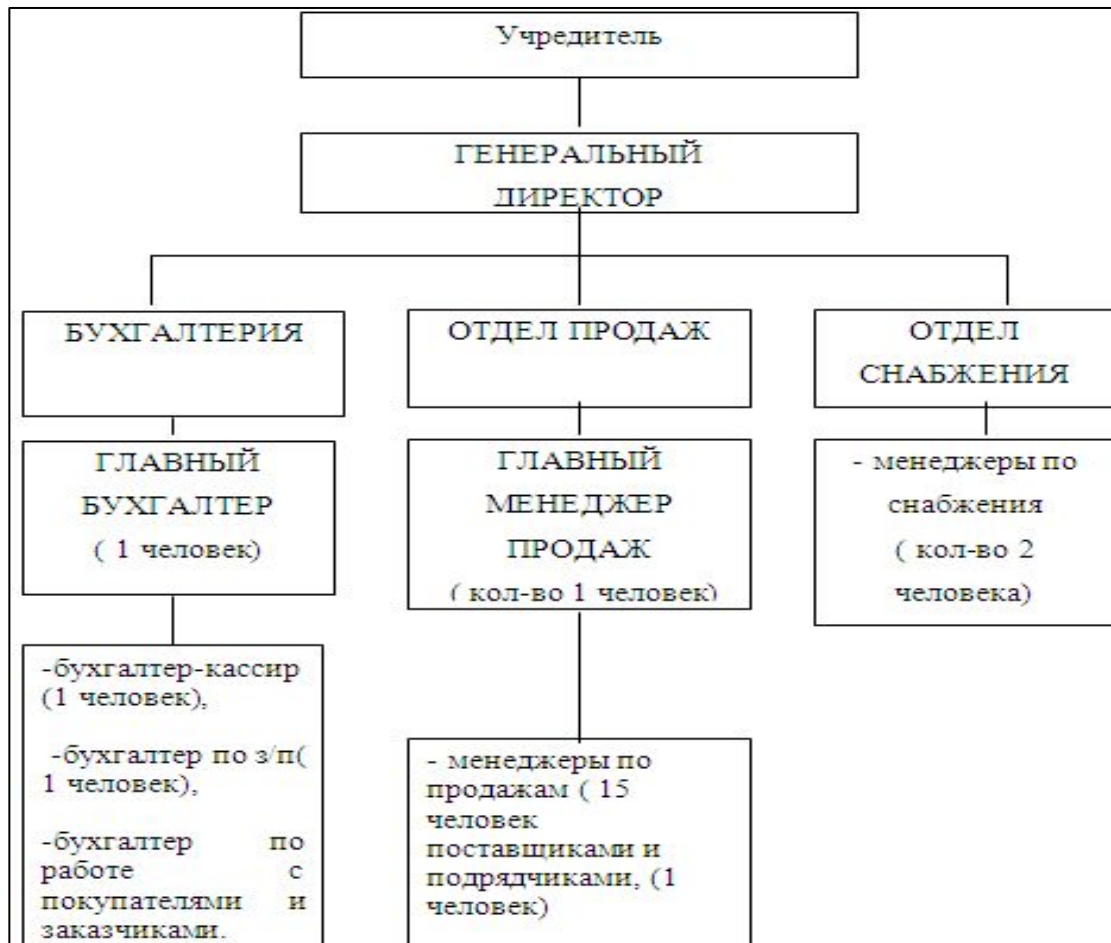 Учредитель
ГЕНЕРАЛЬНЫЙ
ДИРЕКТОР
БУХГАЛТЕРИЯ
ОТДЕЛ ПРОДАЖ
ОТДЕЛ
СНАБЖЕНИЯ
ГЛАВНЫЙ
БУХГАЛТЕР
( 1 человек)
ГЛАВНЫЙ
МЕНЕДЖЕР
ПРОДАЖ
( кол-во 1 человек)
- менеджеры по
снабжения
( кол-во 2
человека)
-бухгалтер-кассир
(1 человек),
-бухгалтер по з/п(
1 человек),
-бухгалтер по
работе с
покупателями и
заказчиками.
- менеджеры по
продажам ( 15
человек
поставщиками и
подрядчиками, (1
человек)